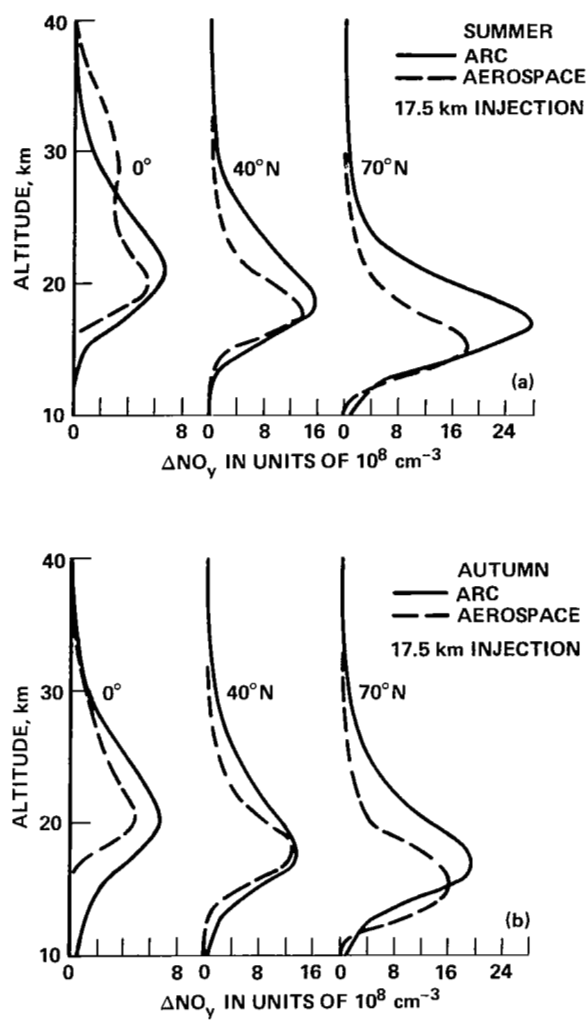 40
SUMMER
ARC
AEROSPACE
17.5 km INJECTION
30
0°
40°N
70°N
ALTITUDE, km
20
(a)
10
0 8 0 8 16 0 8 16 24
ΔNOy IN UNITS OF 10⁸ cm⁻³
40
AUTUMN
ARC
AEROSPACE
17.5 km INJECTION
30
0°
40°N
70°N
ALTITUDE, km
20
(b)
10
0 8 0 8 16 0 8 16 24
ΔNOy IN UNITS OF 10⁸ cm⁻³